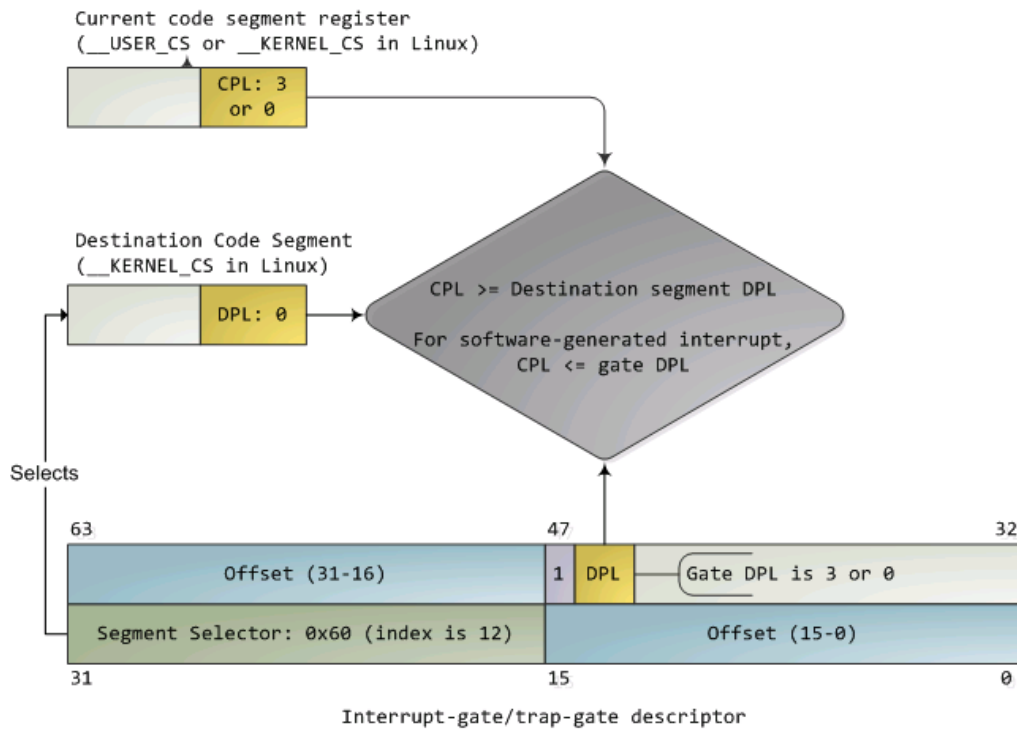 Current code segment register
(__USER_CS or __KERNEL_CS in Linux)
CPL: 3
or 0
Destination Code Segment
(__KERNEL_CS in Linux)
DPL: 0
CPL >= Destination segment DPL
For software-generated interrupt,
CPL <= gate DPL
Selects
63
47
32
Offset (31-16)
1
DPL
Gate DPL is 3 or 0
Segment Selector: 0x60 (index is 12)
Offset (15-0)
31
15
0
Interrupt-gate/trap-gate descriptor